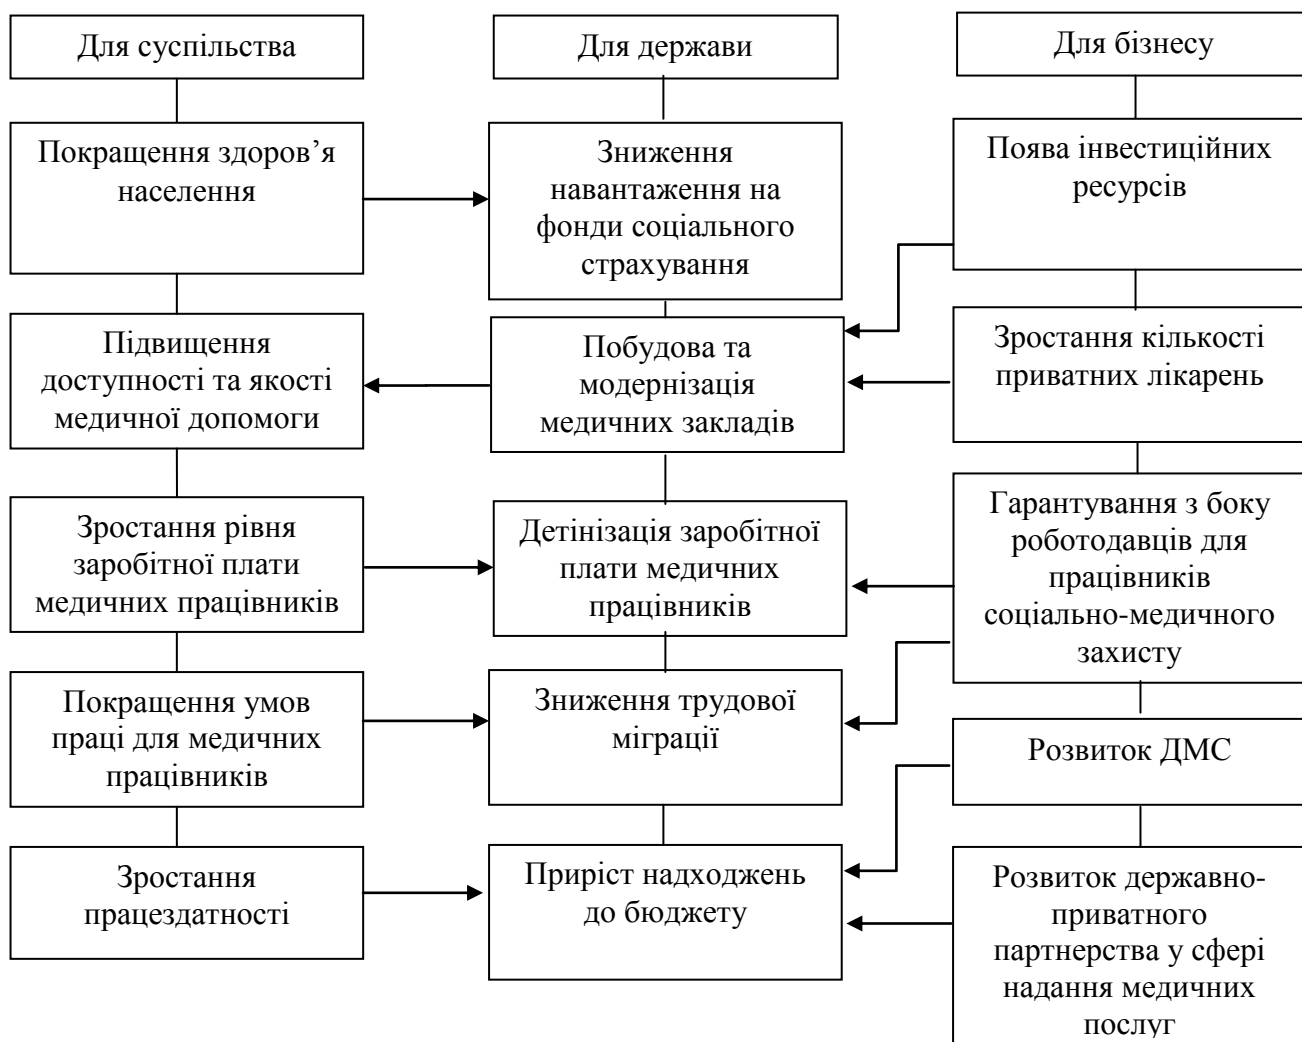 Для суспільства
Для держави
Для бізнесу
Покращення здоров’я
населення
Зниження
навантаження на
фонди соціального
страхування
Поява інвестиційних
ресурсів
Підвищення
доступності та якості
медичної допомоги
Побудова та
модернізація
медичних закладів
Зростання кількості
приватних лікарень
Зростання рівня
заробітної плати
медичних працівників
Детінізація заробітної
плати медичних
працівників
Гарантування з боку
роботодавців для
працівників
соціально-медичного
захисту
Покращення умов
праці для медичних
працівників
Зниження трудової
міграції
Розвиток ДМС
Зростання
працездатності
Приріст надходжень
до бюджету
Розвиток державно-
приватного
партнерства у сфері
надання медичних
послуг